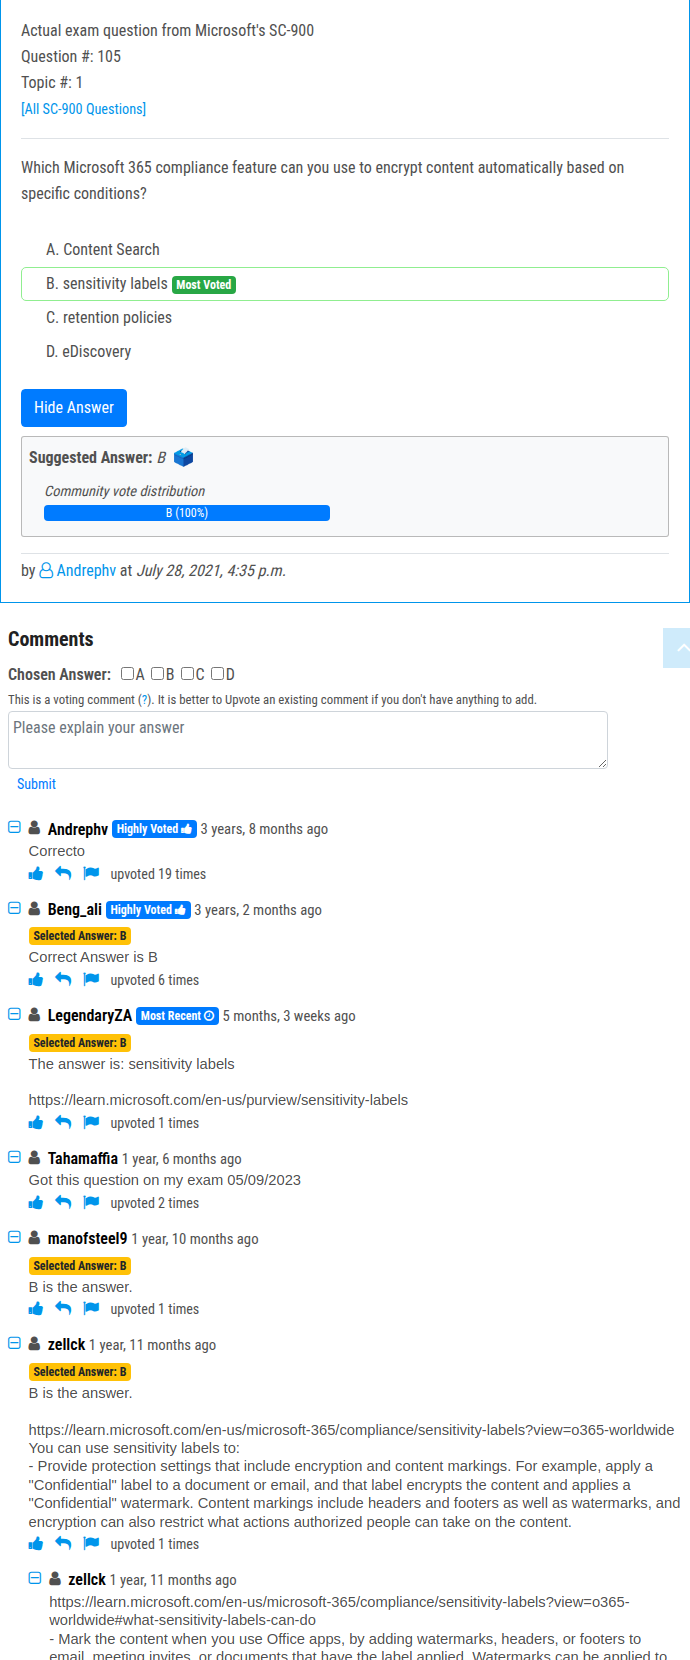 Actual exam question from Microsoft's SC-900
Question #: 105
Topic #: 1
[All SC-900 Questions]
Which Microsoft 365 compliance feature can you use to encrypt content automatically based on
specific conditions?
A. Content Search
B. sensitivity labels Most Voted
C. retention policies
D. eDiscovery
Hide Answer
Suggested Answer: B
Community vote distribution
B (100%)
by Andrephv at July 28, 2021, 4:35 p.m.
Comments
Chosen Answer: A B C D
This is a voting comment (?). It is better to Upvote an existing comment if you don't have anything to add.
Please explain your answer
Submit
Andrephv Highly Voted 3 years, 8 months ago
Correcto
upvoted 19 times
Beng_ali Highly Voted 3 years, 2 months ago
Selected Answer: B
Correct Answer is B
upvoted 6 times
LegendaryZA Most Recent 5 months, 3 weeks ago
Selected Answer: B
The answer is: sensitivity labels
https://learn.microsoft.com/en-us/purview/sensitivity-labels
upvoted 1 times
Tahamaffia 1 year, 6 months ago
Got this question on my exam 05/09/2023
upvoted 2 times
manofsteel9 1 year, 10 months ago
Selected Answer: B
B is the answer.
upvoted 1 times
zellck 1 year, 11 months ago
Selected Answer: B
B is the answer.
https://learn.microsoft.com/en-us/microsoft-365/compliance/sensitivity-labels?view=o365-worldwide
You can use sensitivity labels to:
- Provide protection settings that include encryption and content markings. For example, apply a
"Confidential" label to a document or email, and that label encrypts the content and applies a
"Confidential" watermark. Content markings include headers and footers as well as watermarks, and
encryption can also restrict what actions authorized people can take on the content.
upvoted 1 times
zellck 1 year, 11 months ago
https://learn.microsoft.com/en-us/microsoft-365/compliance/sensitivity-labels?view=o365-
worldwide#what-sensitivity-labels-can-do
- Mark the content when you use Office apps, by adding watermarks, headers, or footers to
email, meeting invites, or documents that have the label applied. Watermarks can be applied to